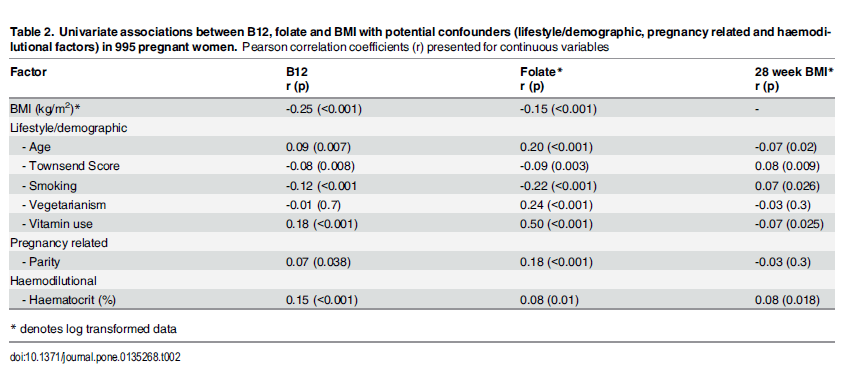 Table 2. Univariate associations between B12, folate and BMI with potential confounders (lifestyle/demographic, pregnancy related and haemodi-
lutional factors) in 995 pregnant women. Pearson correlation coefficients (r) presented for continuous variables
Factor B12 Folate* 28 week BMI*
r (p) r (p) r (p)
BMI (kg/m²)* -0.25 (<0.001) -0.15 (<0.001) -
Lifestyle/demographic
- Age 0.09 (0.007) 0.20 (<0.001) -0.07 (0.02)
- Townsend Score -0.08 (0.008) -0.09 (0.003) 0.08 (0.009)
- Smoking -0.12 (<0.001 -0.22 (<0.001) 0.07 (0.026)
- Vegetarianism -0.01 (0.7) 0.24 (<0.001) -0.03 (0.3)
- Vitamin use 0.18 (<0.001) 0.50 (<0.001) -0.07 (0.025)
Pregnancy related
- Parity 0.07 (0.038) 0.18 (<0.001) -0.03 (0.3)
Haemodilutional
- Haematocrit (%) 0.15 (<0.001) 0.08 (0.01) 0.08 (0.018)
* denotes log transformed data
doi:10.1371/journal.pone.0135268.t002